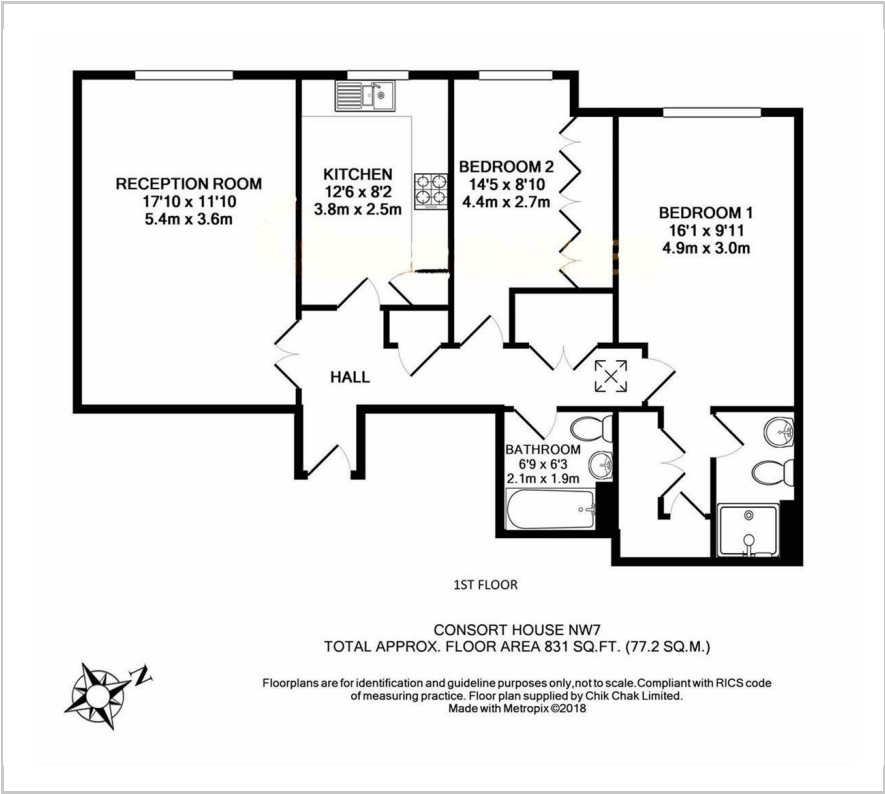 RECEPTION ROOM
17'10 x 11'10
5.4m x 3.6m
KITCHEN
12'6 x 8'2
3.8m x 2.5m
BEDROOM 2
14'5 x 8'10
4.4m x 2.7m
BEDROOM 1
16'1 x 9'11
4.9m x 3.0m
HALL
BATHROOM
6'9 x 6'3
2.1m x 1.9m
1ST FLOOR
CONSORT HOUSE NW7
TOTAL APPROX. FLOOR AREA 831 SQ.FT. (77.2 SQ.M.)
Floorplans are for identification and guideline purposes only, not to scale. Compliant with RICS code
of measuring practice. Floor plan supplied by Chik Chak Limited.
Made with Metropix ©2018
N